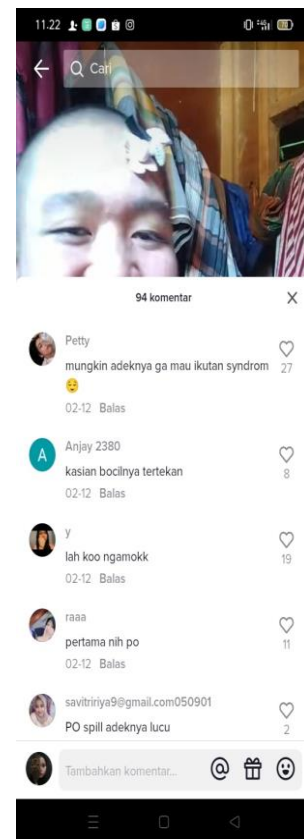 11.22
Cari
94 komentar
Petty
mungkin adeknya ga mau ikutan syndrom
27
02-12 Balas
A
Anjay 2380
kasian bocilnya tertekan
8
02-12 Balas
y
lah koo ngamokk
19
02-12 Balas
raaa
pertama nih po
11
02-12 Balas
savitririya9@gmail.com050901
PO spill adeknya lucu
2
Tambahkan komentar...